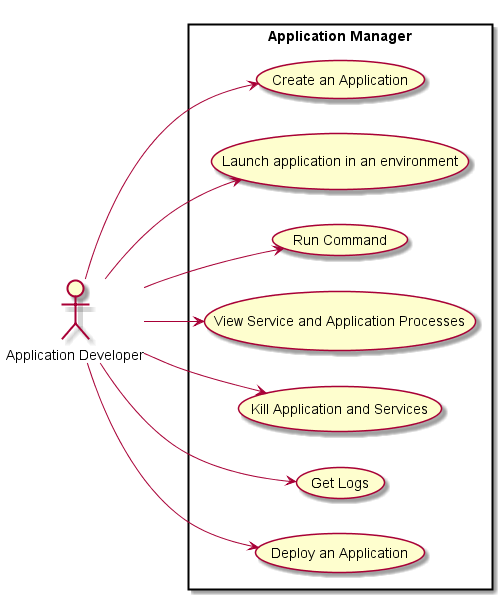 Application Manager
Create an Application
Launch application in an environment
Run Command
Application Developer
View Service and Application Processes
Kill Application and Services
Get Logs
Deploy an Application